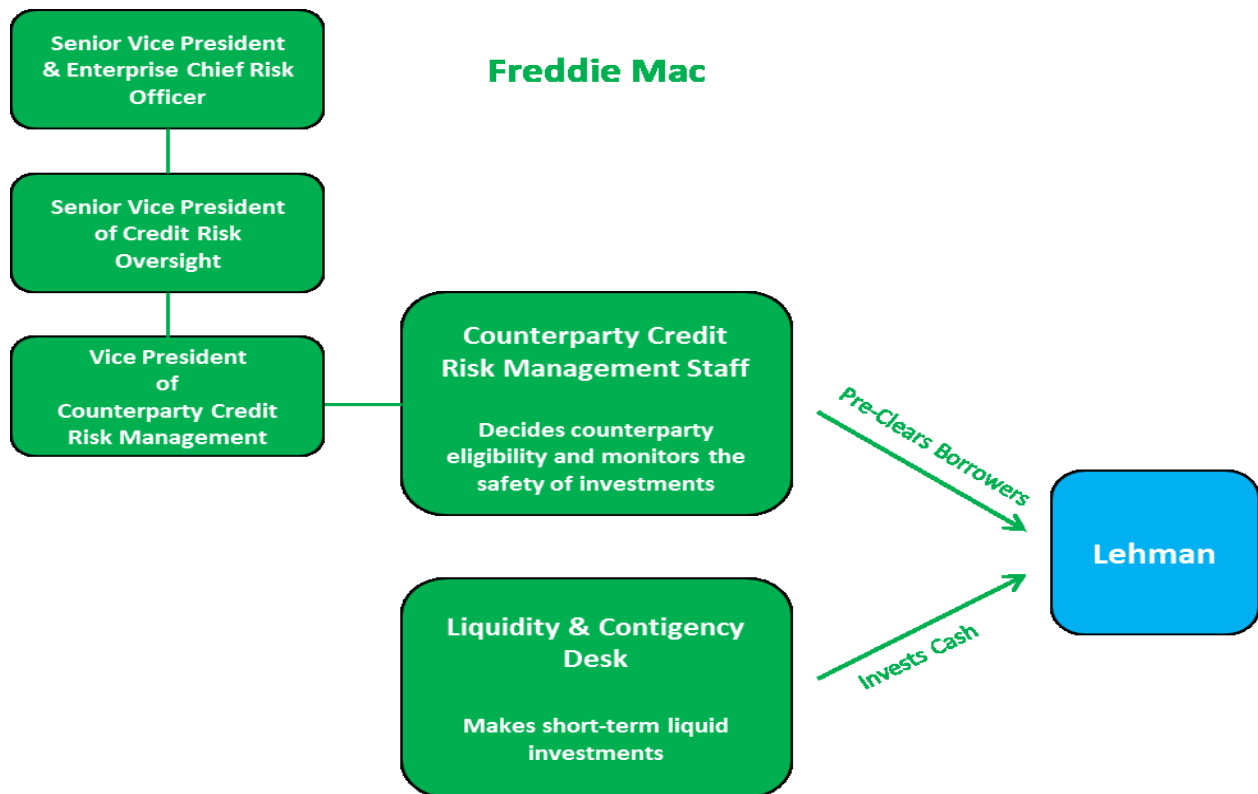 Senior Vice President
& Enterprise Chief Risk
Officer
Freddie Mac
Senior Vice President
of Credit Risk
Oversight
Vice President
of
Counterparty Credit
Risk Management
Counterparty Credit
Risk Management Staff
Decides counterparty
eligibility and monitors the
safety of investments
Pre-Clears Borrowers
Lehman
Liquidity & Contigency
Desk
Makes short-term liquid
investments
Invests Cash